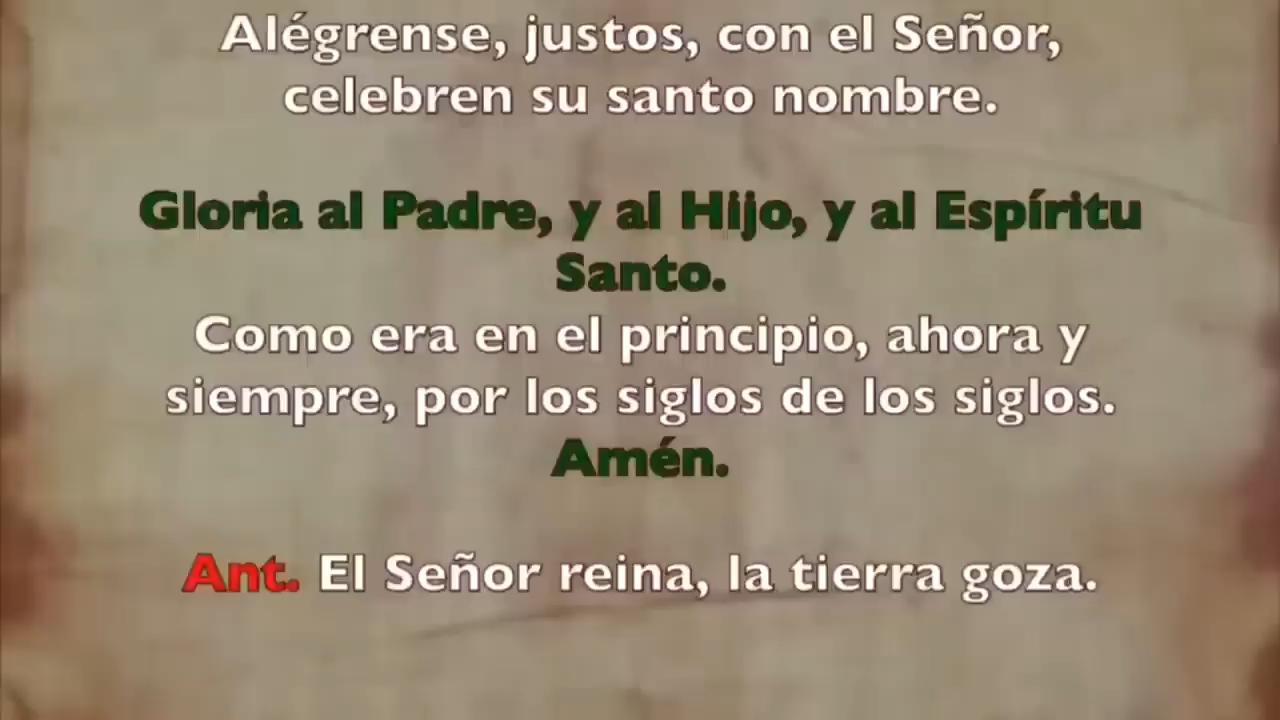 Alégrense, justos, con el Señor,
celebren su santo nombre.
Gloria al Padre, y al Hijo, y al Espíritu
Santo.
Como era en el principio, ahora y
siempre, por los siglos de los siglos.
Amén.
Ant. El Señor reina, la tierra goza.